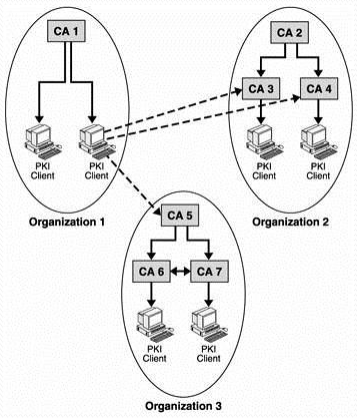 CA 1
PKI
Client
PKI
Client
Organization 1
CA 2
CA 3
CA 4
PKI
Client
PKI
Client
Organization 2
CA 5
CA 6
CA 7
PKI
Client
PKI
Client
Organization 3